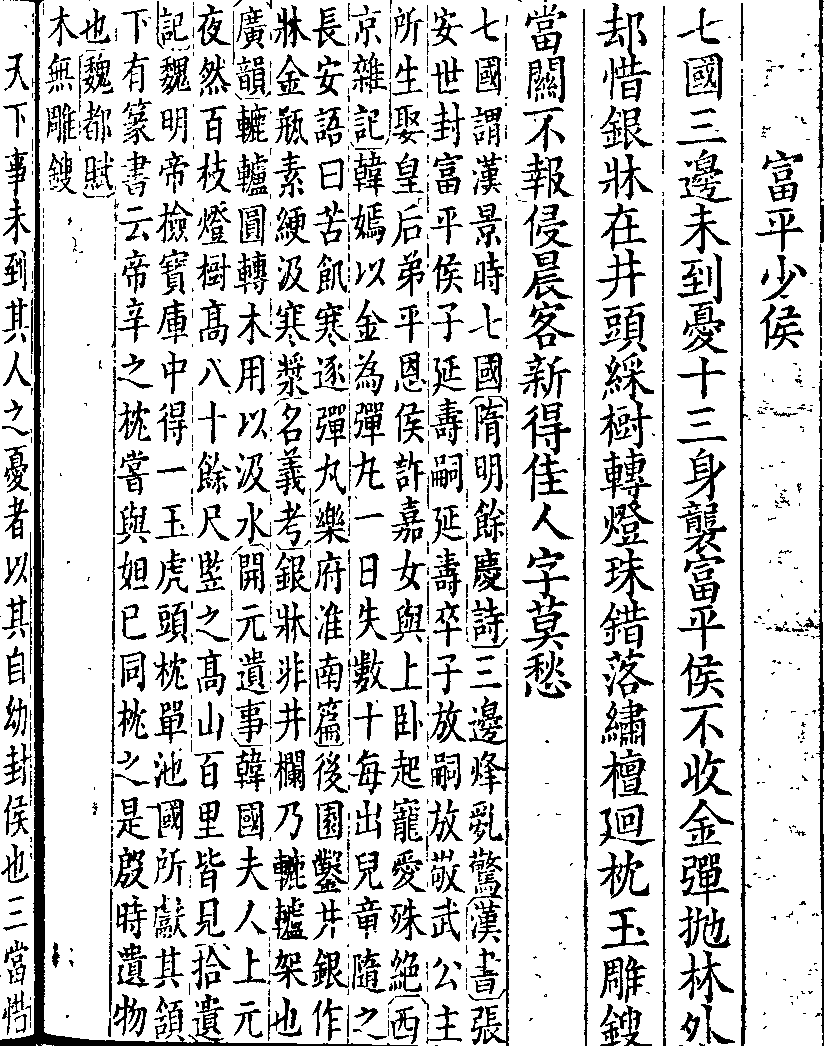 富平少侯
七國三邊未到憂十三身襲富平侯不收金彈抛林外
却惜銀牀在井頭綵樹轉燈珠錯落繡檀廻枕玉雕鎪
當關不報侵晨客新得佳人字莫愁
七國謂漢景時七國隋明餘慶詩三邊烽亂驚漢書張
安世封富平侯子延壽嗣延壽卒子放嗣放敬武公主
所生娶皇后弟平恩侯許嘉女與上卧起寵愛殊絶西
京雜記韓嫣以金為彈丸一日失數十每出兒童隨之
長安語曰苦飢寒逐彈丸樂府淮南篇後園鑿井銀作
牀金瓶素綆汲寒漿名義考銀牀非井欄乃轆轤架也
廣韻轆轤圓轉木用以汲水開元遺事韓國夫人上元
夜然百枝燈樹髙八十餘尺豎之髙山百里皆見拾遺
記魏明帝檢寶庫中得一玉虎頭枕單池國所獻其頷
下有篆書云帝辛之枕嘗與妲己同枕之是殷時遺物
也魏都賦
木無雕鎪
天下事未到其人之憂者以其自幼封侯也三當惜